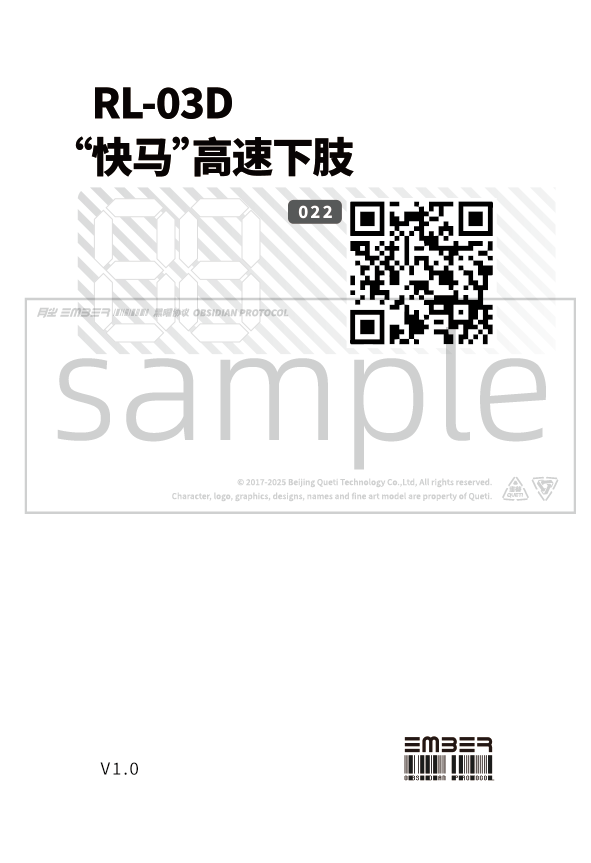 RL-03D
“快马”高速下肢
022
EMBER
OBSIDIAN PROTOCOL
sample
© 2017-2025 Beijing Queti Technology Co.,Ltd, All rights reserved.
Character, logo, graphics, designs, names and fine art model are property of Queti.
QUETI
V1.0
EMBER